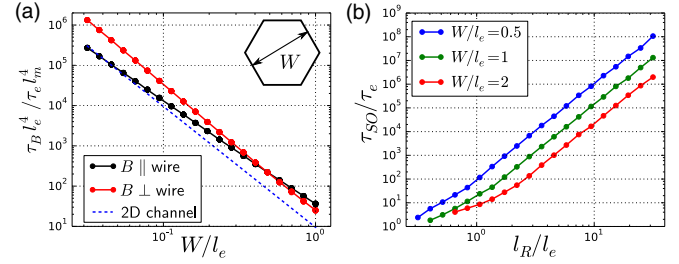 (a)
τ_B l_e^4 / τ_e l_m^4
10^6
10^5
10^4
10^3
10^2
10^1
W
B ∥ wire
B ⊥ wire
2D channel
10^-1
10^0
W/l_e
(b)
τ_SO/τ_e
10^9
10^8
10^7
10^6
10^5
10^4
10^3
10^2
10^1
10^0
W/l_e=0.5
W/l_e=1
W/l_e=2
10^0
10^1
l_R/l_e